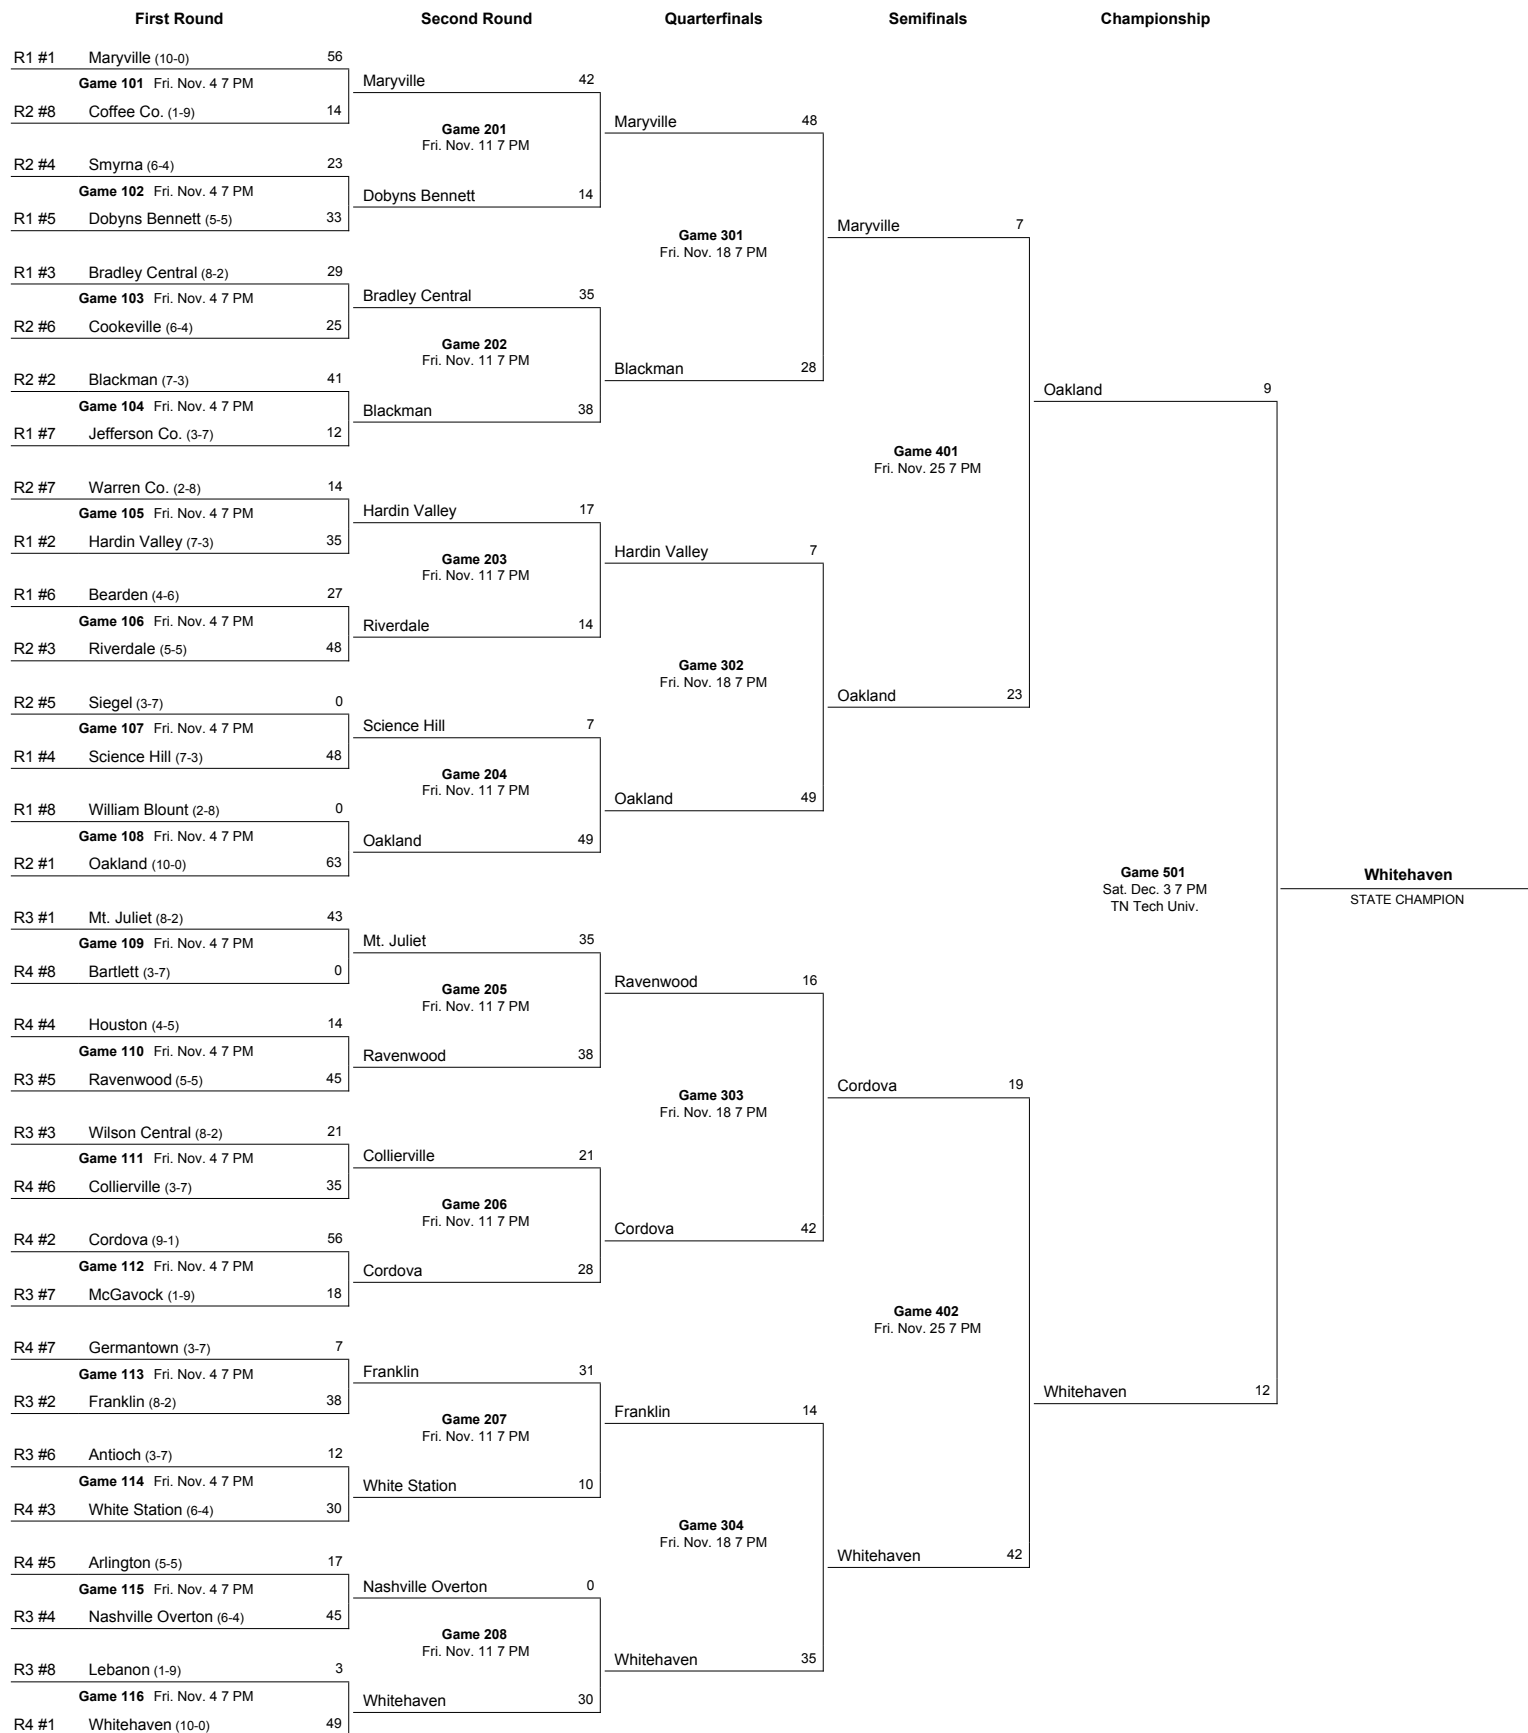 First Round Second Round Quarterfinals Semifinals Championship
R1 #1 Maryville (10-0) 56
Game 101 Fri. Nov. 4 7 PM
R2 #8 Coffee Co. (1-9) 14
R2 #4 Smyrna (6-4) 23
Game 102 Fri. Nov. 4 7 PM
R1 #5 Dobyns Bennett (5-5) 33
R1 #3 Bradley Central (8-2) 29
Game 103 Fri. Nov. 4 7 PM
R2 #6 Cookeville (6-4) 25
R2 #2 Blackman (7-3) 41
Game 104 Fri. Nov. 4 7 PM
R1 #7 Jefferson Co. (3-7) 12
R2 #7 Warren Co. (2-8) 14
Game 105 Fri. Nov. 4 7 PM
R1 #2 Hardin Valley (7-3) 35
R1 #6 Bearden (4-6) 27
Game 106 Fri. Nov. 4 7 PM
R2 #3 Riverdale (5-5) 48
R2 #5 Siegel (3-7) 0
Game 107 Fri. Nov. 4 7 PM
R1 #4 Science Hill (7-3) 48
R1 #8 William Blount (2-8) 0
Game 108 Fri. Nov. 4 7 PM
R2 #1 Oakland (10-0) 63
R3 #1 Mt. Juliet (8-2) 43
Game 109 Fri. Nov. 4 7 PM
R4 #8 Bartlett (3-7) 0
R4 #4 Houston (4-5) 14
Game 110 Fri. Nov. 4 7 PM
R3 #5 Ravenwood (5-5) 45
R3 #3 Wilson Central (8-2) 21
Game 111 Fri. Nov. 4 7 PM
R4 #6 Collierville (3-7) 35
R4 #2 Cordova (9-1) 56
Game 112 Fri. Nov. 4 7 PM
R3 #7 McGavock (1-9) 18
R4 #7 Germantown (3-7) 7
Game 113 Fri. Nov. 4 7 PM
R3 #2 Franklin (8-2) 38
R3 #6 Antioch (3-7) 12
Game 114 Fri. Nov. 4 7 PM
R4 #3 White Station (6-4) 30
R4 #5 Arlington (5-5) 17
Game 115 Fri. Nov. 4 7 PM
R3 #4 Nashville Overton (6-4) 45
R3 #8 Lebanon (1-9) 3
Game 116 Fri. Nov. 4 7 PM
R4 #1 Whitehaven (10-0) 49
Maryville 42
Game 201
Fri. Nov. 11 7 PM
Dobyns Bennett 14
Bradley Central 35
Game 202
Fri. Nov. 11 7 PM
Blackman 38
Hardin Valley 17
Game 203
Fri. Nov. 11 7 PM
Riverdale 14
Science Hill 7
Game 204
Fri. Nov. 11 7 PM
Oakland 49
Mt. Juliet 35
Game 205
Fri. Nov. 11 7 PM
Ravenwood 38
Collierville 21
Game 206
Fri. Nov. 11 7 PM
Cordova 28
Franklin 31
Game 207
Fri. Nov. 11 7 PM
White Station 10
Nashville Overton 0
Game 208
Fri. Nov. 11 7 PM
Whitehaven 30
Maryville 48
Game 301
Fri. Nov. 18 7 PM
Blackman 28
Hardin Valley 7
Game 302
Fri. Nov. 18 7 PM
Oakland 49
Ravenwood 16
Game 303
Fri. Nov. 18 7 PM
Cordova 42
Franklin 14
Game 304
Fri. Nov. 18 7 PM
Whitehaven 35
Maryville 7
Game 401
Fri. Nov. 25 7 PM
Oakland 23
Cordova 19
Game 402
Fri. Nov. 25 7 PM
Whitehaven 42
Oakland 9
Game 501
Sat. Dec. 3 7 PM
TN Tech Univ.
Whitehaven 12
Whitehaven
STATE CHAMPION